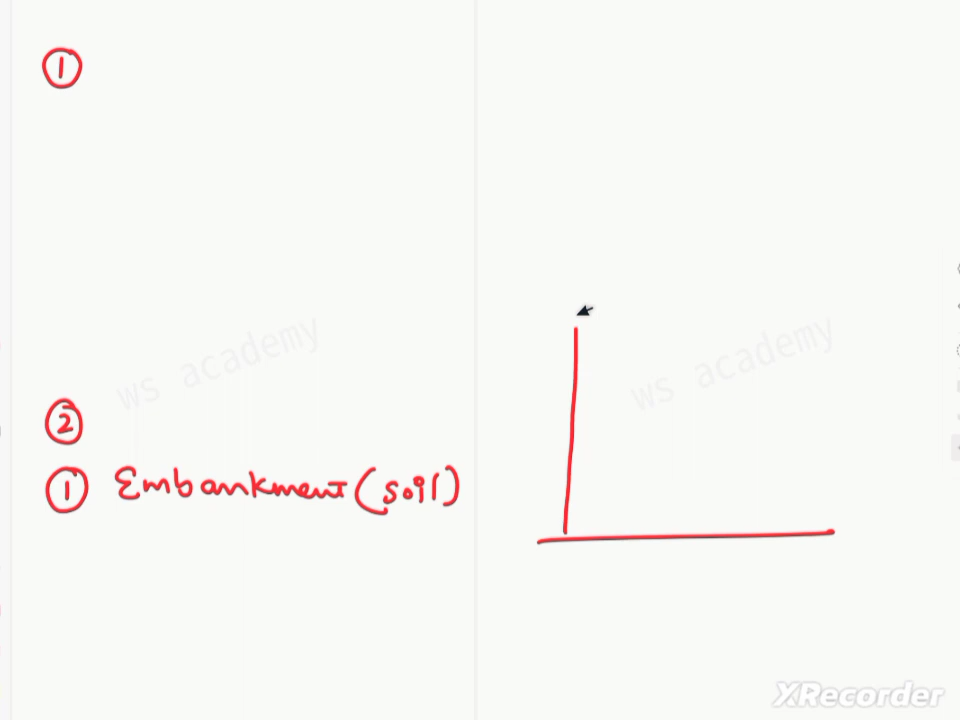 ①
ws academy
ws academy
②
① Embankment (soil)
XRecorder